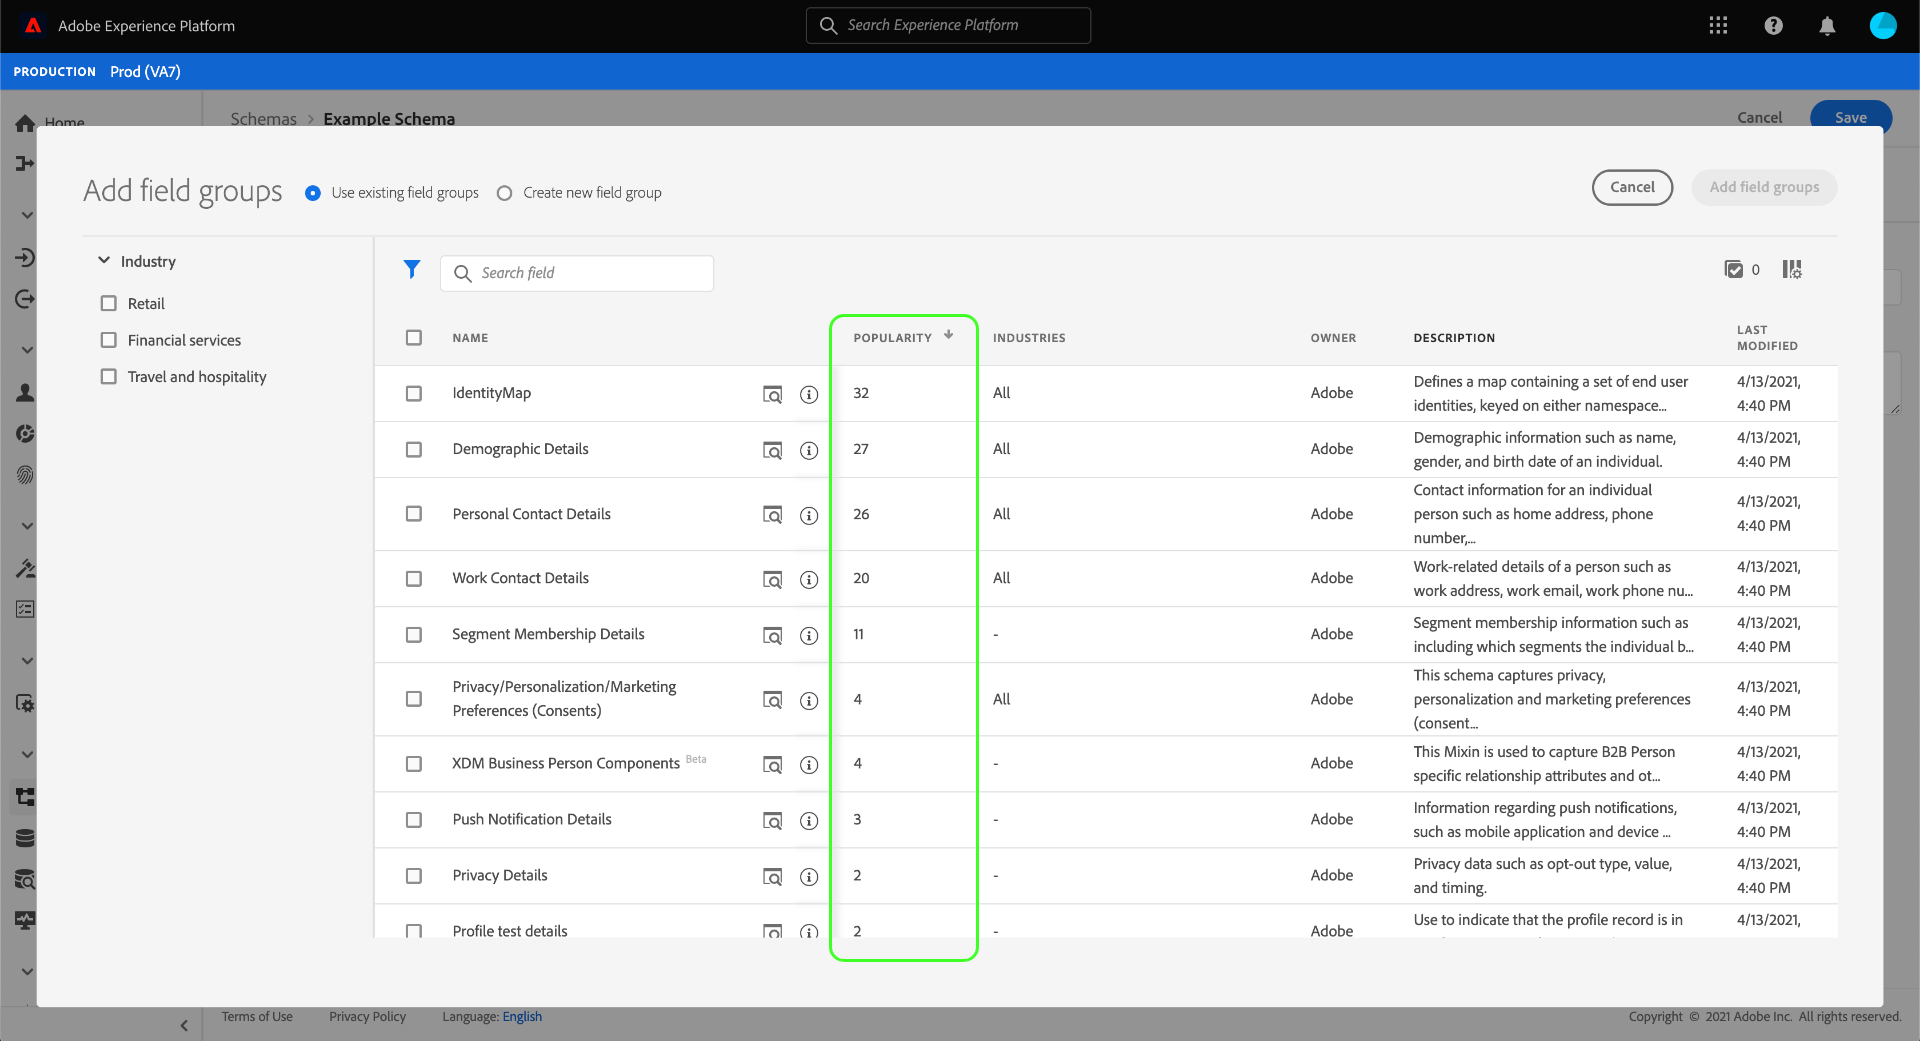 Adobe Experience Platform
Search Experience Platform
PRODUCTION Prod (VA7)
Home
Schemas > Example Schema
Cancel
Save
Add field groups
Use existing field groups
Create new field group
Cancel
Add field groups
Industry
Retail
Financial services
Travel and hospitality
Search field
0
NAME POPULARITY INDUSTRIES OWNER DESCRIPTION LAST
MODIFIED
IdentityMap 32 All Adobe Defines a map containing a set of end user 4/13/2021,
identities, keyed on either namespace... 4:40 PM
Demographic Details 27 All Adobe Demographic information such as name, 4/13/2021,
gender, and birth date of an individual. 4:40 PM
Personal Contact Details 26 All Adobe Contact information for an individual 4/13/2021,
person such as home address, phone 4:40 PM
number,...
Work Contact Details 20 All Adobe Work-related details of a person such as 4/13/2021,
work address, work email, work phone nu... 4:40 PM
Segment Membership Details 11 - Adobe Segment membership information such as 4/13/2021,
including which segments the individual b... 4:40 PM
Privacy/Personalization/Marketing 4 All Adobe This schema captures privacy, 4/13/2021,
Preferences (Consents) personalization and marketing preferences 4:40 PM
(consent...
XDM Business Person Components Beta 4 - Adobe This Mixin is used to capture B2B Person 4/13/2021,
specific relationship attributes and ot... 4:40 PM
Push Notification Details 3 - Adobe Information regarding push notifications, 4/13/2021,
such as mobile application and device ... 4:40 PM
Privacy Details 2 - Adobe Privacy data such as opt-out type, value, 4/13/2021,
and timing. 4:40 PM
Profile test details 2 - Adobe Use to indicate that the profile record is in 4/13/2021,
Terms of Use Privacy Policy Language: English Copyright © 2021 Adobe Inc. All rights reserved.